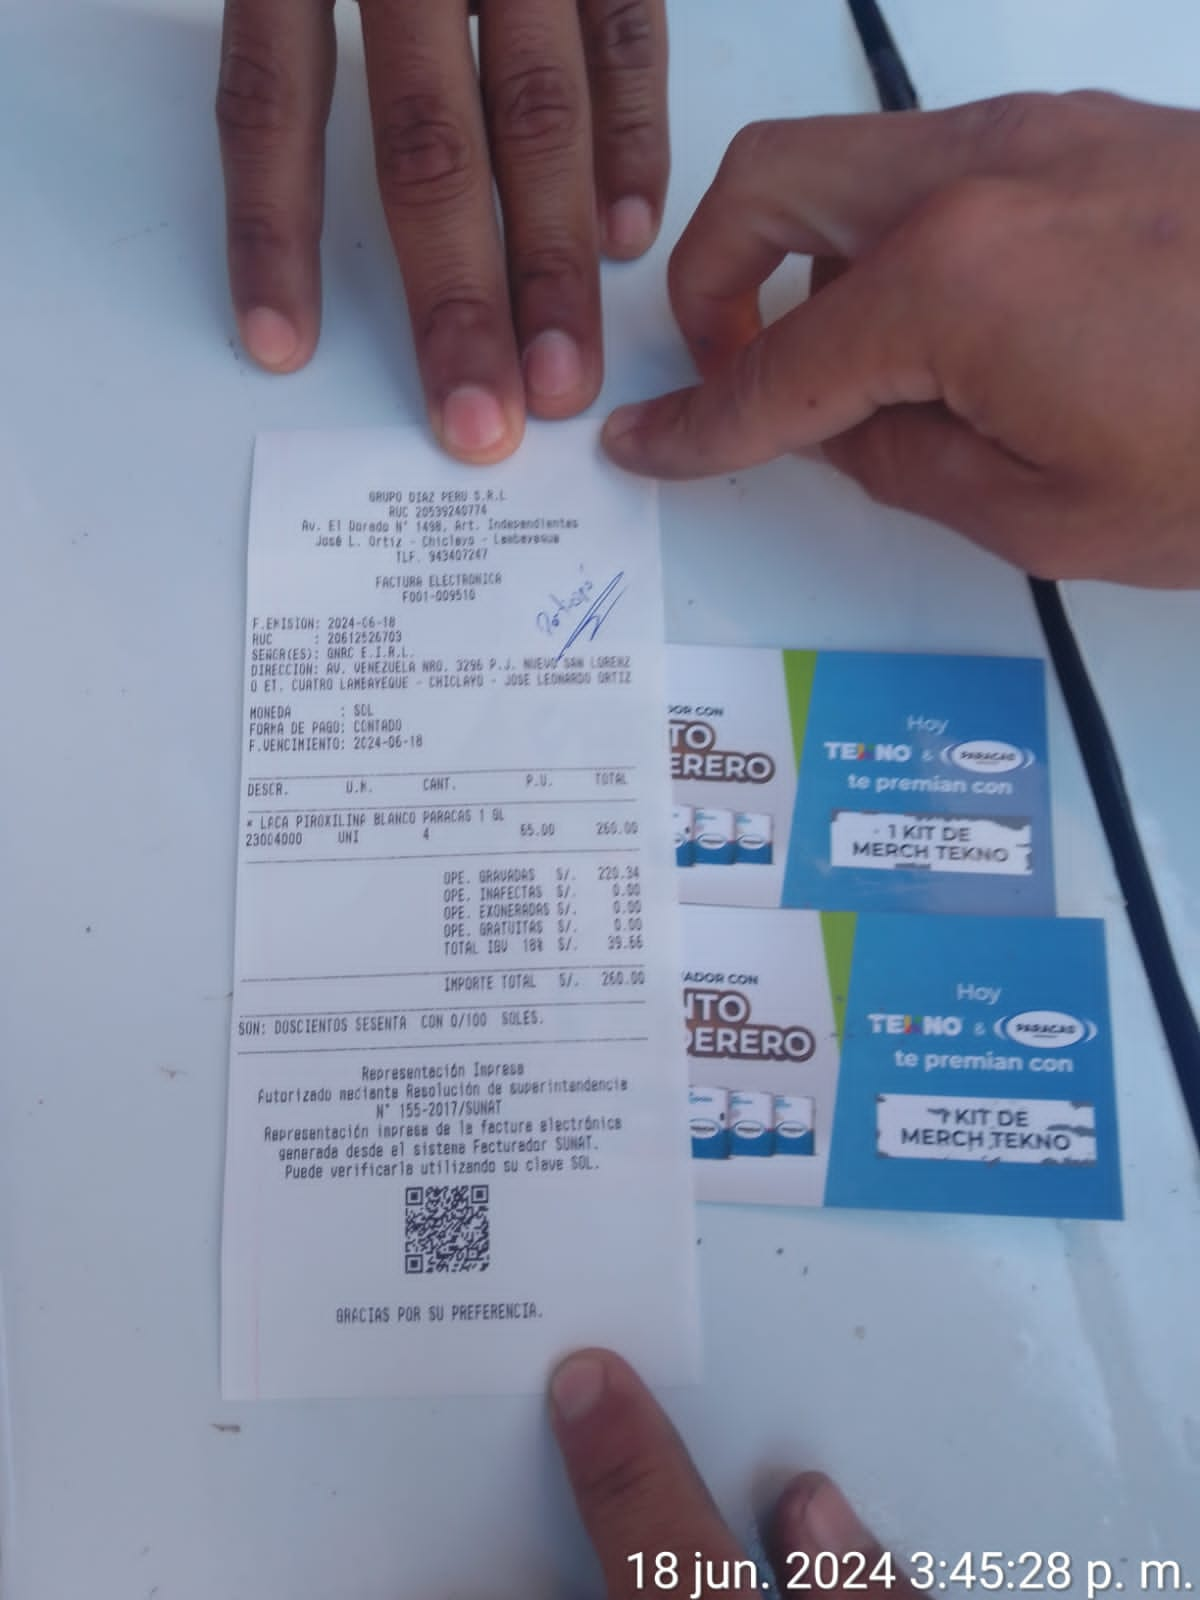 GRUPO DIAZ PERU S.R.L
RUC 20539240774
Av. El Dorado N° 1498, Art. Independientes
José L. Ortiz - Chiclayo - Lambayeque
TLF. 943407247
FACTURA ELECTRONICA
F001-009510
Participó
F.EMISION: 2024-06-18
RUC : 20612526703
SEÑOR(ES): GNRC E.I.R.L.
DIRECCION: AV. VENEZUELA NRO. 3296 P.J. NUEVO SAN LORENZ
O ET. CUATRO LAMBAYEQUE - CHICLAYO - JOSE LEONARDO ORTIZ
MONEDA : SOL
FORMA DE PAGO: CONTADO
F.VENCIMIENTO: 2024-06-18
DESCR. U.M. CANT. P.U. TOTAL
* LACA PIROXILINA BLANCO PARACAS 1 GL
23004000 UNI 4 65.00 260.00
OPE. GRAVADAS S/. 220.34
OPE. INAFECTAS S/. 0.00
OPE. EXONERADAS S/. 0.00
OPE. GRATUITAS S/. 0.00
TOTAL IGV 18% S/. 39.66
IMPORTE TOTAL S/. 260.00
SON: DOSCIENTOS SESENTA CON 0/100 SOLES.
Representación Impresa
Autorizado mediante Resolución de superintendencia
N° 155-2017/SUNAT
Representación impresa de la factura electrónica
generada desde el sistema Facturador SUNAT.
Puede verificarla utilizando su clave SOL.
GRACIAS POR SU PREFERENCIA.
DOR CON
TO
ERERO
Hoy
TEKNO & PARACAS
te premian con
1 KIT DE
MERCH TEKNO
ADOR CON
NTO
DERERO
Hoy
TEKNO & PARACAS
te premian con
1 KIT DE
MERCH TEKNO
18 jun. 2024 3:45:28 p. m.